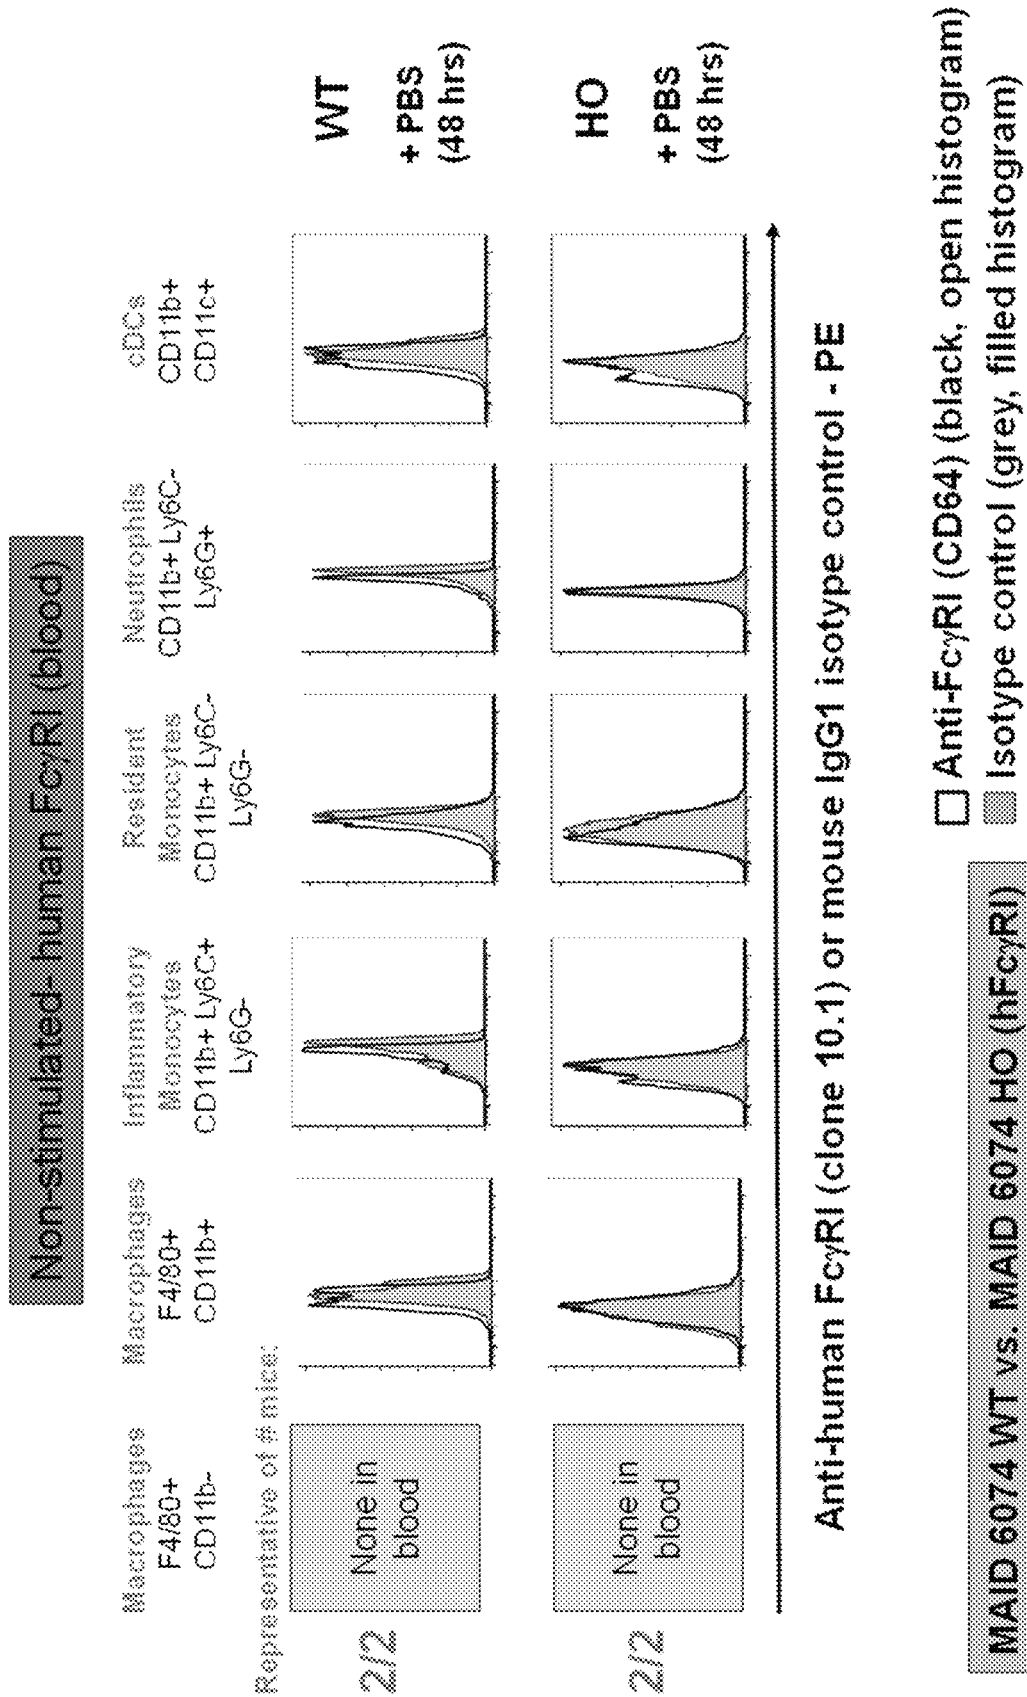 Non-stimulated- human FcγRI (blood)
Macrophages
F4/80+
CD11b-
Macrophages
F4/80+
CD11b+
Inflammatory
Monocytes
CD11b+ Ly6C+
Ly6G-
Resident
Monocytes
CD11b+ Ly6C-
Ly6G-
Neutrophils
CD11b+ Ly6C-
Ly6G+
cDCs
CD11b+
CD11c+
Representative of # mice:
2/2
None in
blood
WT
+ PBS
(48 hrs)
2/2
None in
blood
HO
+ PBS
(48 hrs)
Anti-human FcγRI (clone 10.1) or mouse IgG1 isotype control - PE
MAID 6074 WT vs. MAID 6074 HO (hFcγRI)
Anti-FcγRI (CD64) (black, open histogram)
Isotype control (grey, filled histogram)